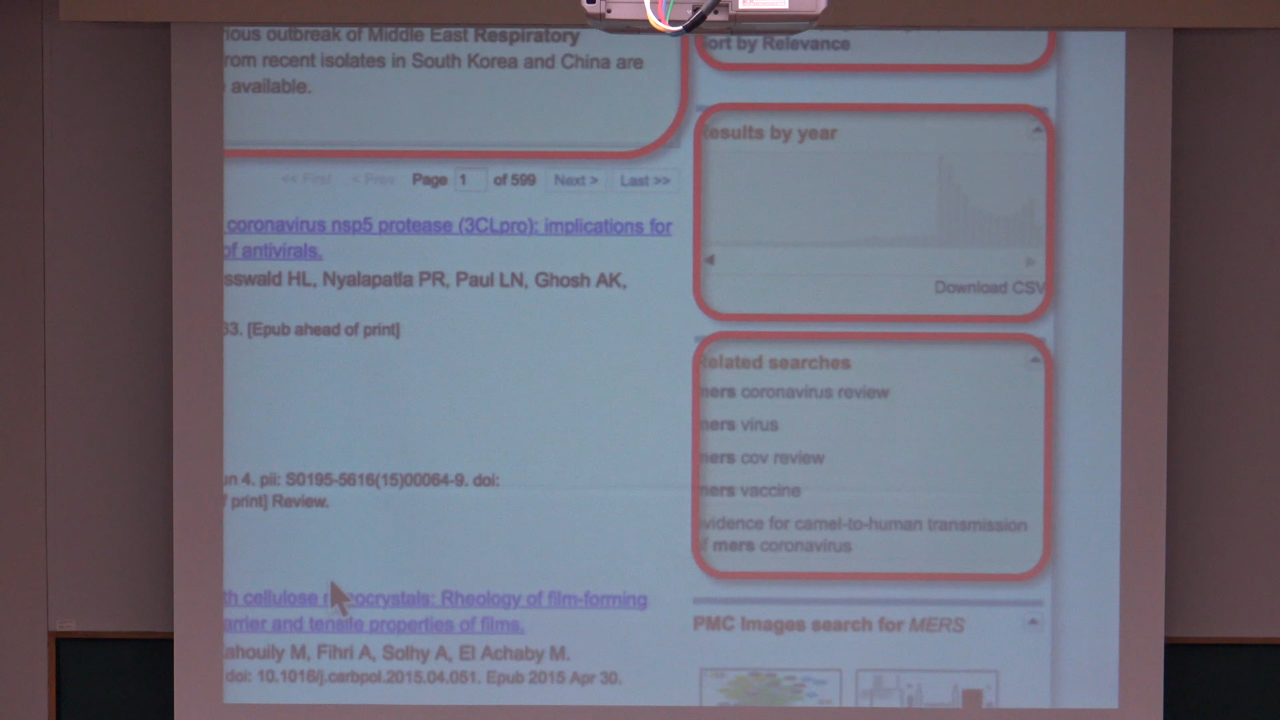 ious outbreak of Middle East Respiratory
rom recent isolates in South Korea and China are
available.
<< First < Prev Page 1 of 599 Next > Last >>
coronavirus nsp5 protease (3CLpro): implications for
of antivirals.
sswald HL, Nyalapatla PR, Paul LN, Ghosh AK,
33. [Epub ahead of print]
un 4. pii: S0195-5616(15)00064-9. doi:
f print] Review.
th cellulose nanocrystals: Rheology of film-forming
arrier and tensile properties of films.
ahouily M, Fihri A, Solhy A, El Achaby M.
doi: 10.1016/j.carbpol.2015.04.051. Epub 2015 Apr 30.
Sort by Relevance
Results by year
Download CSV
Related searches
mers coronavirus review
mers virus
mers cov review
mers vaccine
evidence for camel-to-human transmission
of mers coronavirus
PMC Images search for MERS